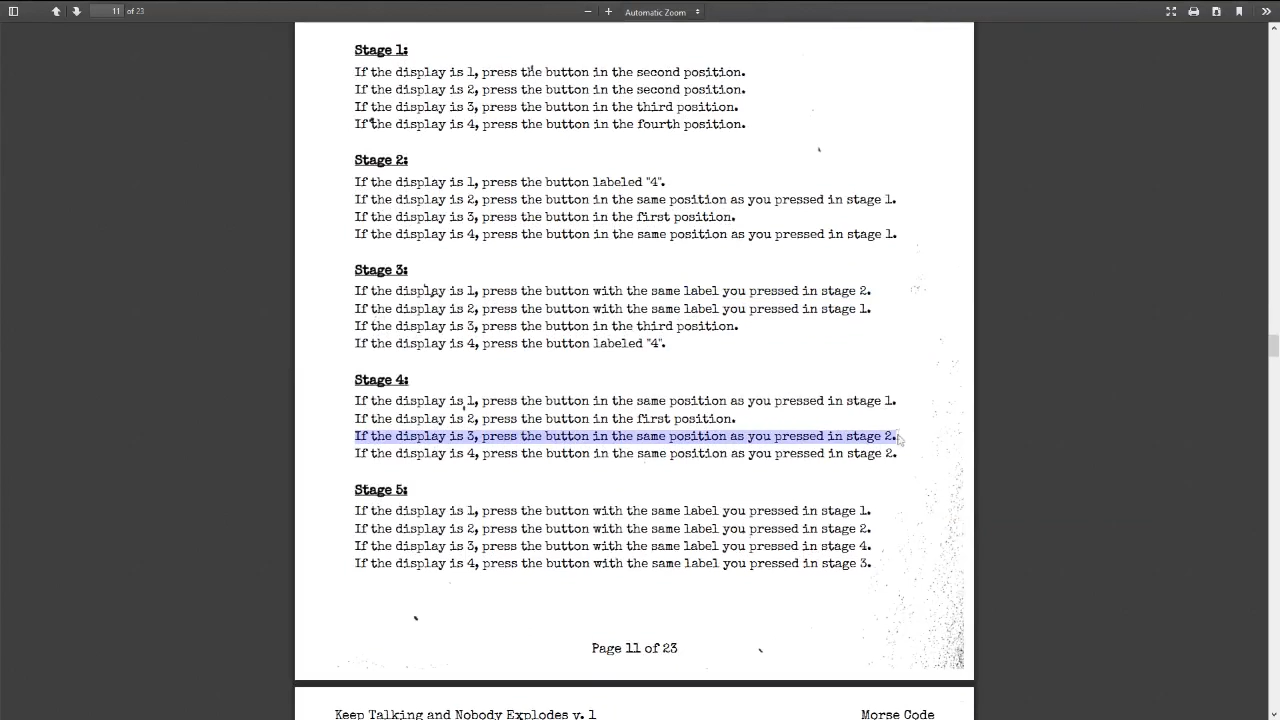 11 of 23
Automatic Zoom
Stage 1:
If the display is 1, press the button in the second position.
If the display is 2, press the button in the second position.
If the display is 3, press the button in the third position.
If the display is 4, press the button in the fourth position.
Stage 2:
If the display is 1, press the button labeled "4".
If the display is 2, press the button in the same position as you pressed in stage 1.
If the display is 3, press the button in the first position.
If the display is 4, press the button in the same position as you pressed in stage 1.
Stage 3:
If the display is 1, press the button with the same label you pressed in stage 2.
If the display is 2, press the button with the same label you pressed in stage 1.
If the display is 3, press the button in the third position.
If the display is 4, press the button labeled "4".
Stage 4:
If the display is 1, press the button in the same position as you pressed in stage 1.
If the display is 2, press the button in the first position.
If the display is 3, press the button in the same position as you pressed in stage 2.
If the display is 4, press the button in the same position as you pressed in stage 2.
Stage 5:
If the display is 1, press the button with the same label you pressed in stage 1.
If the display is 2, press the button with the same label you pressed in stage 2.
If the display is 3, press the button with the same label you pressed in stage 4.
If the display is 4, press the button with the same label you pressed in stage 3.
Page 11 of 23
Keep Talking and Nobody Explodes v. 1 Morse Code